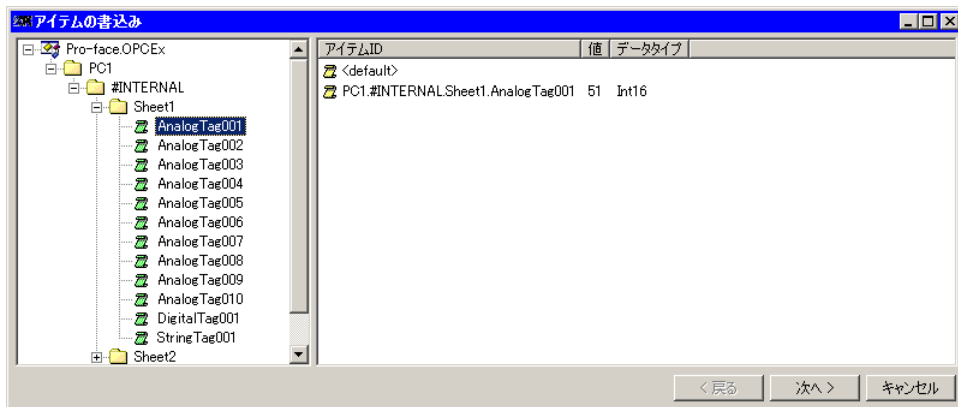 アイテムの書込み
Pro-face.OPCEx
PC1
#INTERNAL
Sheet1
AnalogTag001
AnalogTag002
AnalogTag003
AnalogTag004
AnalogTag005
AnalogTag006
AnalogTag007
AnalogTag008
AnalogTag009
AnalogTag010
DigitalTag001
StringTag001
Sheet2
アイテムID 値 データタイプ
<default>
PC1.#INTERNAL.Sheet1.AnalogTag001 51 Int16
< 戻る 次へ > キャンセル